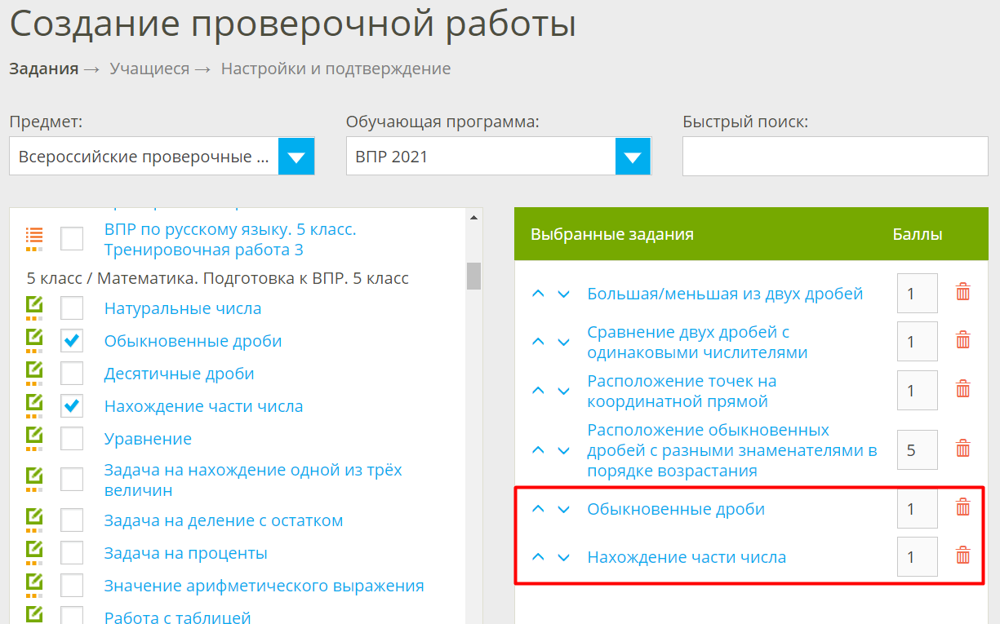 Создание проверочной работы
Задания → Учащиеся → Настройки и подтверждение
Предмет:
Всероссийские проверочные ...
Обучающая программа:
ВПР 2021
Быстрый поиск:
ВПР по русскому языку. 5 класс.
Тренировочная работа 3
5 класс / Математика. Подготовка к ВПР. 5 класс
Натуральные числа
Обыкновенные дроби
Десятичные дроби
Нахождение части числа
Уравнение
Задача на нахождение одной из трёх
величин
Задача на деление с остатком
Задача на проценты
Значение арифметического выражения
Работа с таблицей
Выбранные задания Баллы
Большая/меньшая из двух дробей 1
Сравнение двух дробей с
одинаковыми числителями 1
Расположение точек на
координатной прямой 1
Расположение обыкновенных
дробей с разными знаменателями в 5
порядке возрастания
Обыкновенные дроби 1
Нахождение части числа 1